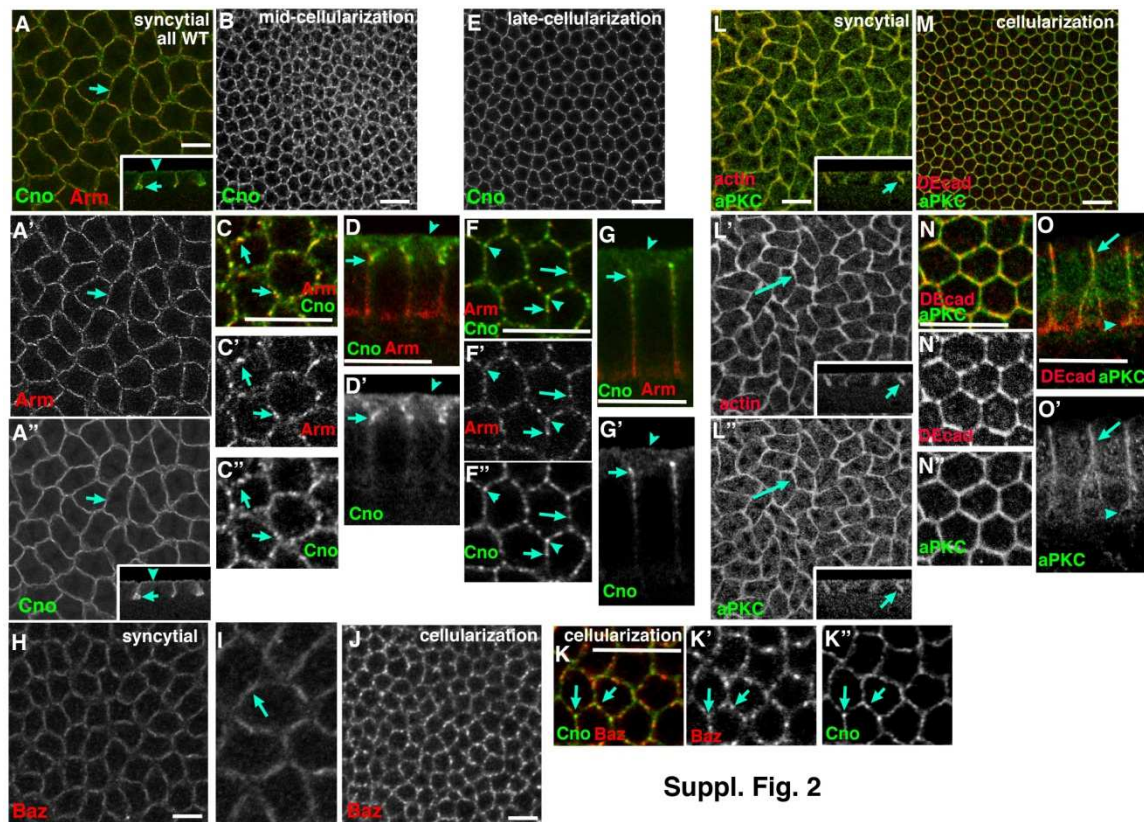 A
syncytial
all WT
Cno
Arm
B
mid-cellularization
Cno
E
late-cellularization
Cno
L
syncytial
actin
aPKC
M
cellularization
DEcad
aPKC
A'
Arm
C
Arm
Cno
D
Cno Arm
F
Arm
Cno
G
Cno Arm
L'
actin
N
DEcad
aPKC
O
DEcad aPKC
C'
Arm
D'
Cno
F'
Arm
N'
DEcad
O'
aPKC
A''
Cno
C''
Cno
F''
Cno
G'
Cno
L''
aPKC
N''
aPKC
H
syncytial
Baz
I
J
cellularization
Baz
cellularization
K
Cno Baz
K'
Baz
K''
Cno
Suppl. Fig. 2